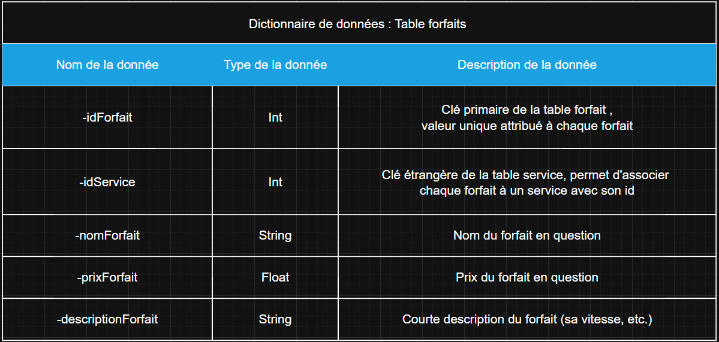 Dictionnaire de données : Table forfaits
Nom de la donnée Type de la donnée Description de la donnée
-idForfait Int Clé primaire de la table forfait ,
valeur unique attribué à chaque forfait
-idService Int Clé étrangère de la table service, permet d'associer
chaque forfait à un service avec son id
-nomForfait String Nom du forfait en question
-prixForfait Float Prix du forfait en question
-descriptionForfait String Courte description du forfait (sa vitesse, etc.)